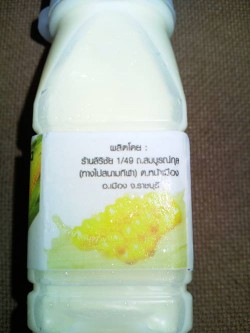 ผลิตโดย :
ร้านสิริชัย 1/49 ถ.สมบูรณ์กุล
(ทางไปสนามกีฬา) ต.หน้าเมือง
อ.เมือง จ.ราชบุรี